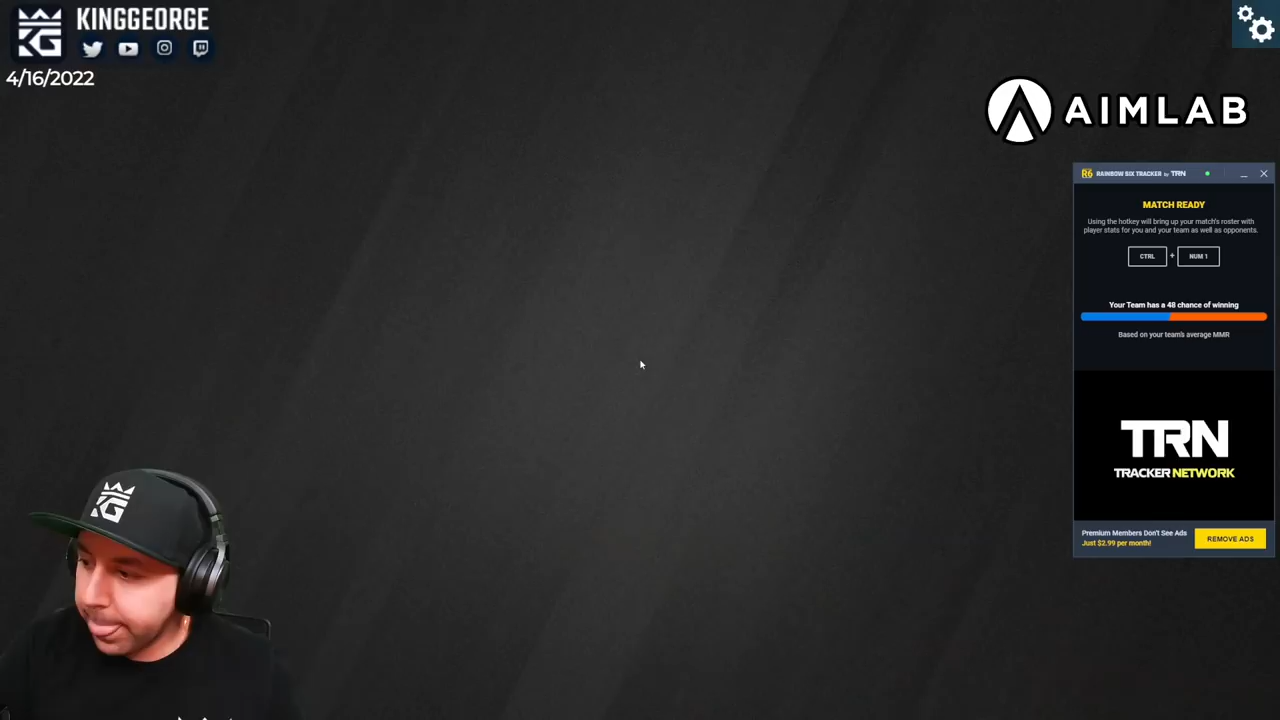 KINGGEORGE
4/16/2022
AIMLAB
R6 RAINBOW SIX TRACKER by TRN
MATCH READY
Using the hotkey will bring up your match's roster with
player stats for you and your team as well as opponents.
CTRL + NUM 1
Your Team has a 48 chance of winning
Based on your team's average MMR
TRN
TRACKER NETWORK
Premium Members Don't See Ads
Just $2.99 per month!
REMOVE ADS
KG
KG